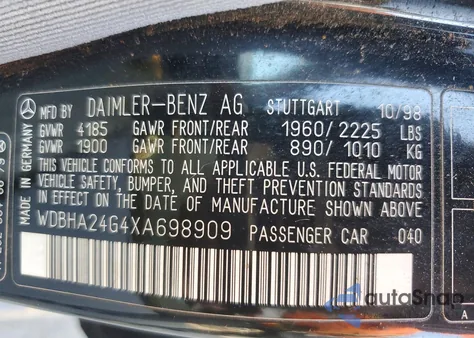 MFD BY DAIMLER-BENZ AG STUTTGART 10/98
GVWR 4185 GAWR FRONT/REAR 1960/2225 LBS
GVWR 1900 GAWR FRONT/REAR 890/1010 KG
THIS VEHICLE CONFORMS TO ALL APPLICABLE U.S. FEDERAL MOTOR
VEHICLE SAFETY, BUMPER, AND THEFT PREVENTION STANDARDS
IN EFFECT ON THE DATE OF MANUFACTURE SHOWN ABOVE.
WDBHA24G4XA698909 PASSENGER CAR 040
MADE IN GERMANY
autoSnap
A